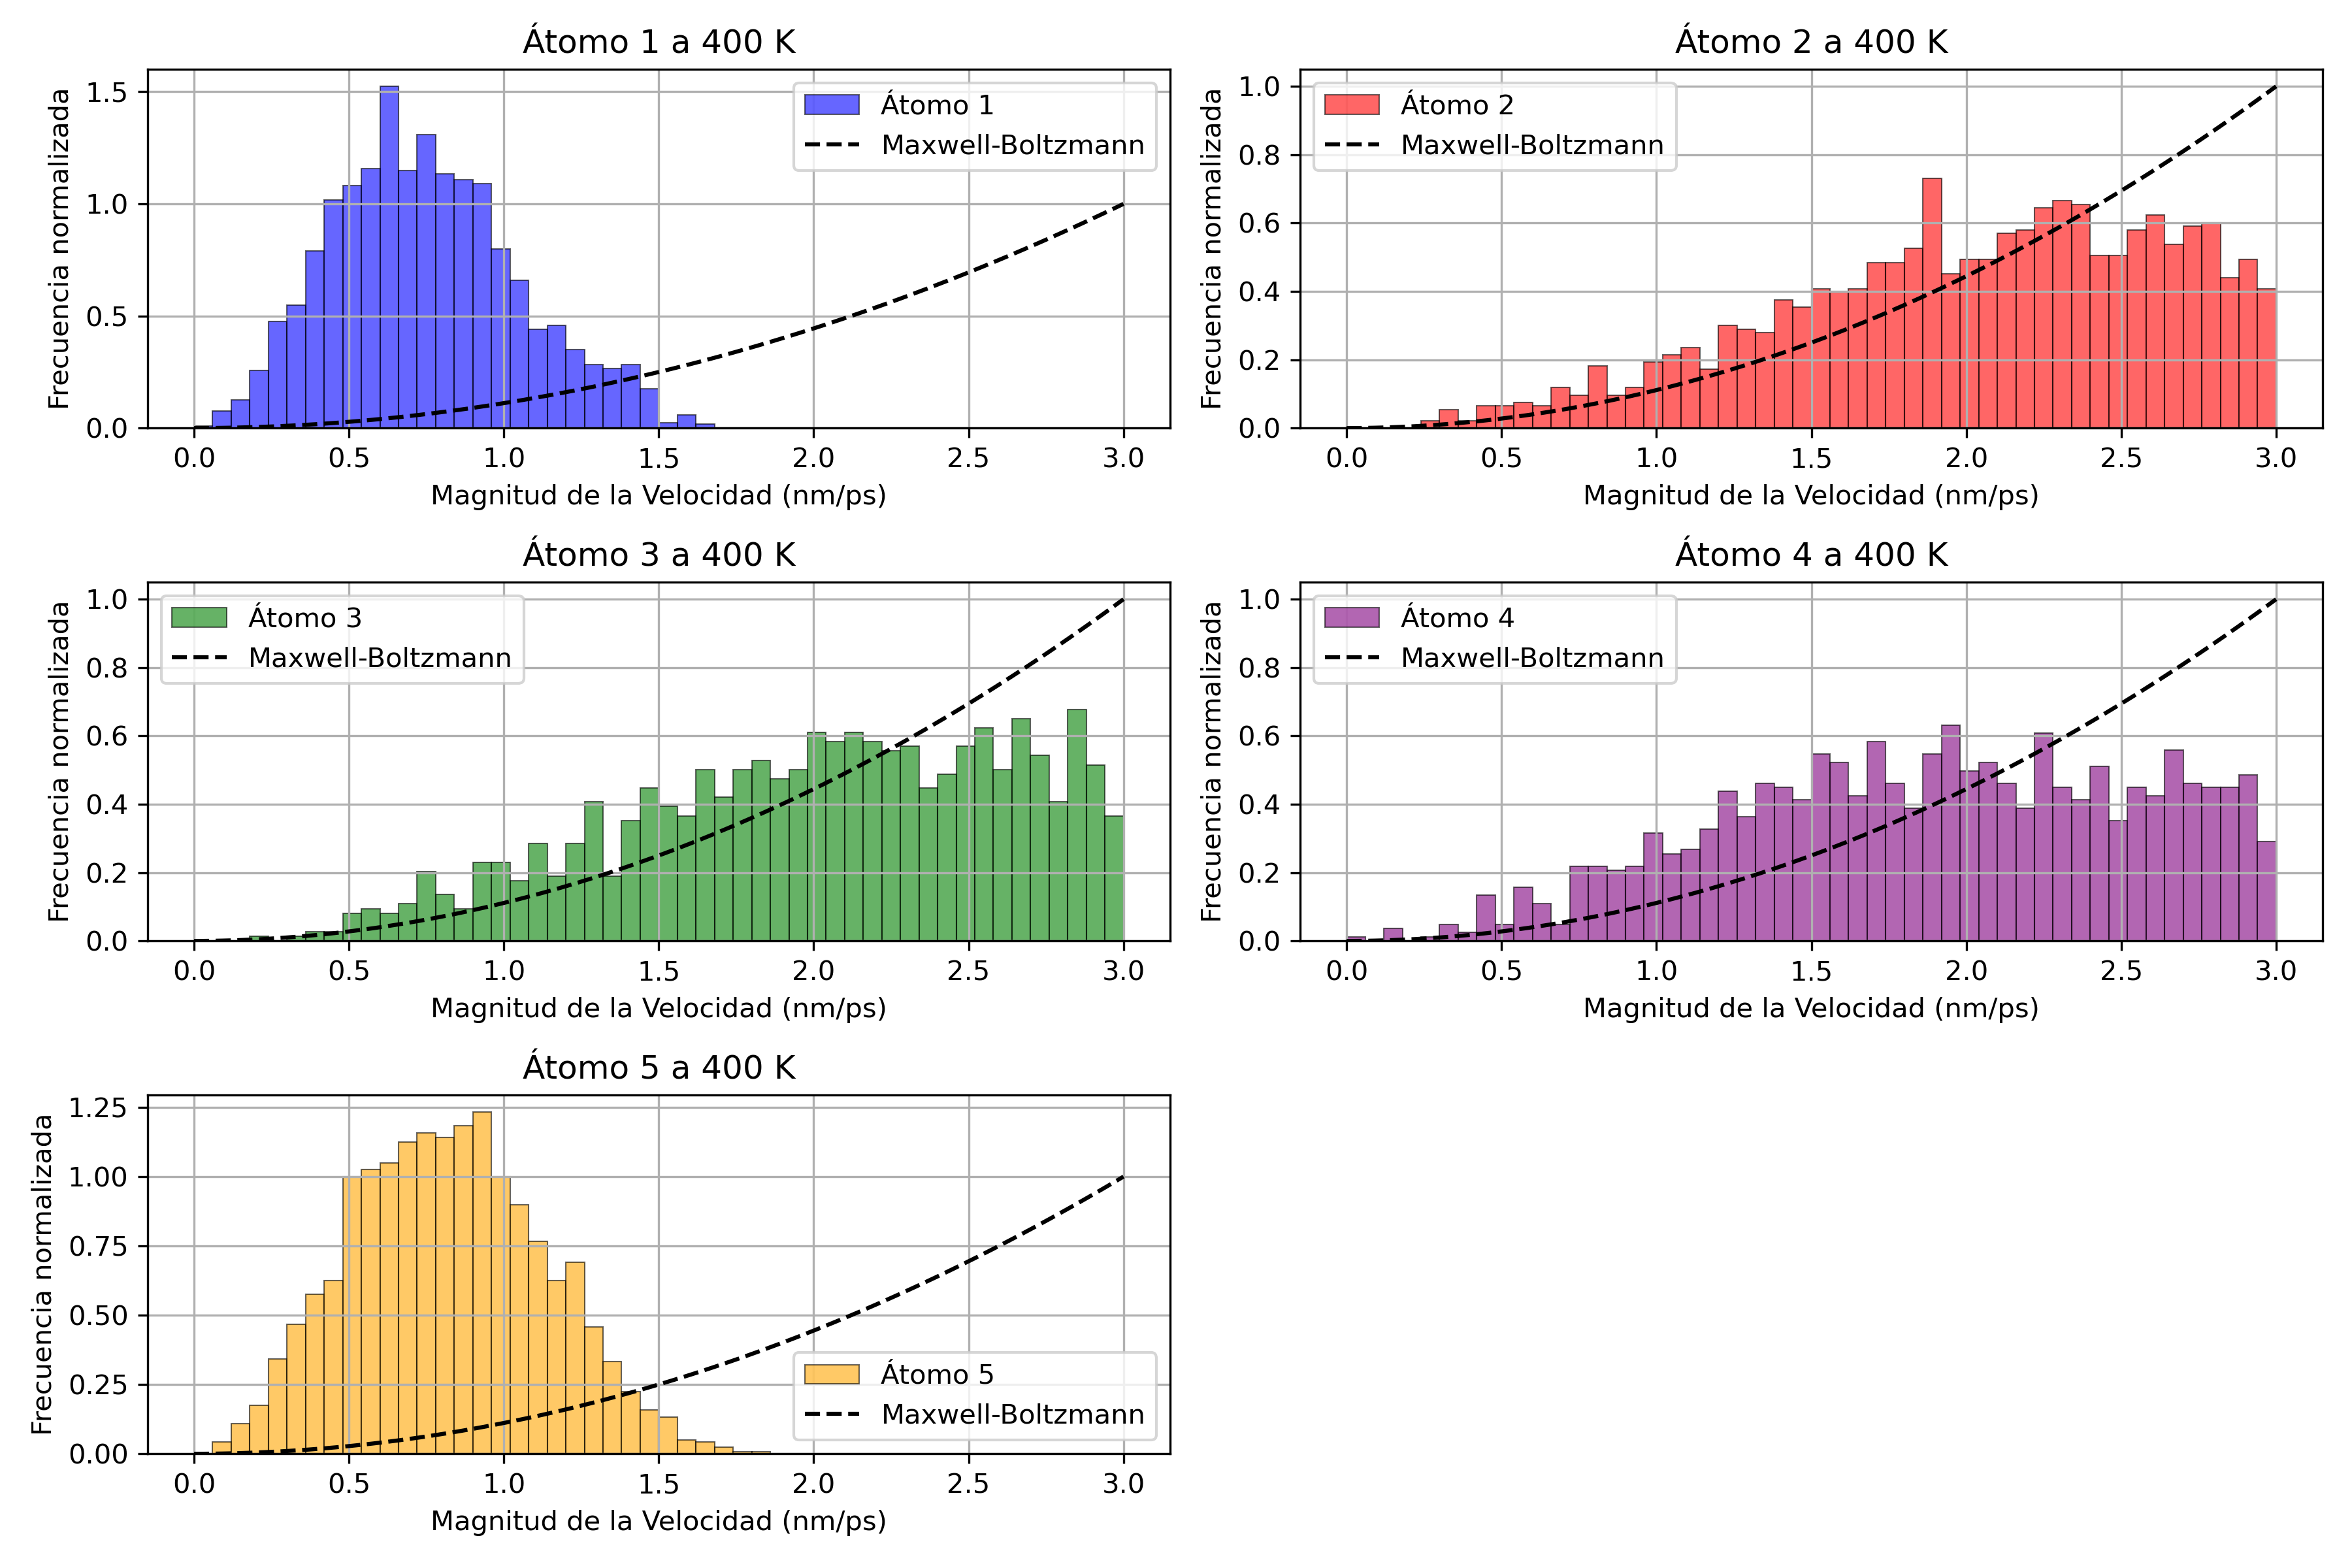 Átomo 1 a 400 K
Frecuencia normalizada
1.5
1.0
0.5
0.0
Átomo 1
Maxwell-Boltzmann
0.0 0.5 1.0 1.5 2.0 2.5 3.0
Magnitud de la Velocidad (nm/ps)
Átomo 2 a 400 K
Frecuencia normalizada
1.0
0.8
0.6
0.4
0.2
0.0
Átomo 2
Maxwell-Boltzmann
0.0 0.5 1.0 1.5 2.0 2.5 3.0
Magnitud de la Velocidad (nm/ps)
Átomo 3 a 400 K
Frecuencia normalizada
1.0
0.8
0.6
0.4
0.2
0.0
Átomo 3
Maxwell-Boltzmann
0.0 0.5 1.0 1.5 2.0 2.5 3.0
Magnitud de la Velocidad (nm/ps)
Átomo 4 a 400 K
Frecuencia normalizada
1.0
0.8
0.6
0.4
0.2
0.0
Átomo 4
Maxwell-Boltzmann
0.0 0.5 1.0 1.5 2.0 2.5 3.0
Magnitud de la Velocidad (nm/ps)
Átomo 5 a 400 K
Frecuencia normalizada
1.25
1.00
0.75
0.50
0.25
0.00
Átomo 5
Maxwell-Boltzmann
0.0 0.5 1.0 1.5 2.0 2.5 3.0
Magnitud de la Velocidad (nm/ps)